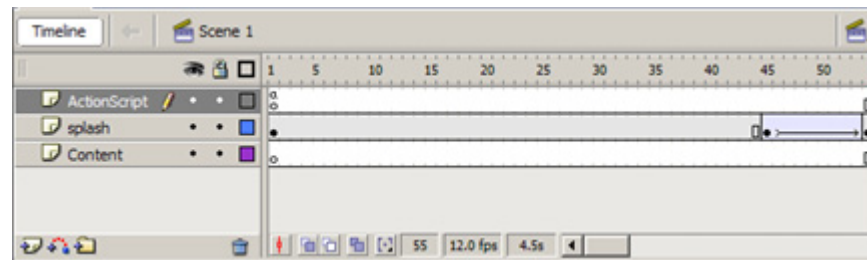 Timeline Scene 1
1 5 10 15 20 25 30 35 40 45 50
ActionScript a
splash
Content
55 12.0 fps 4.5s